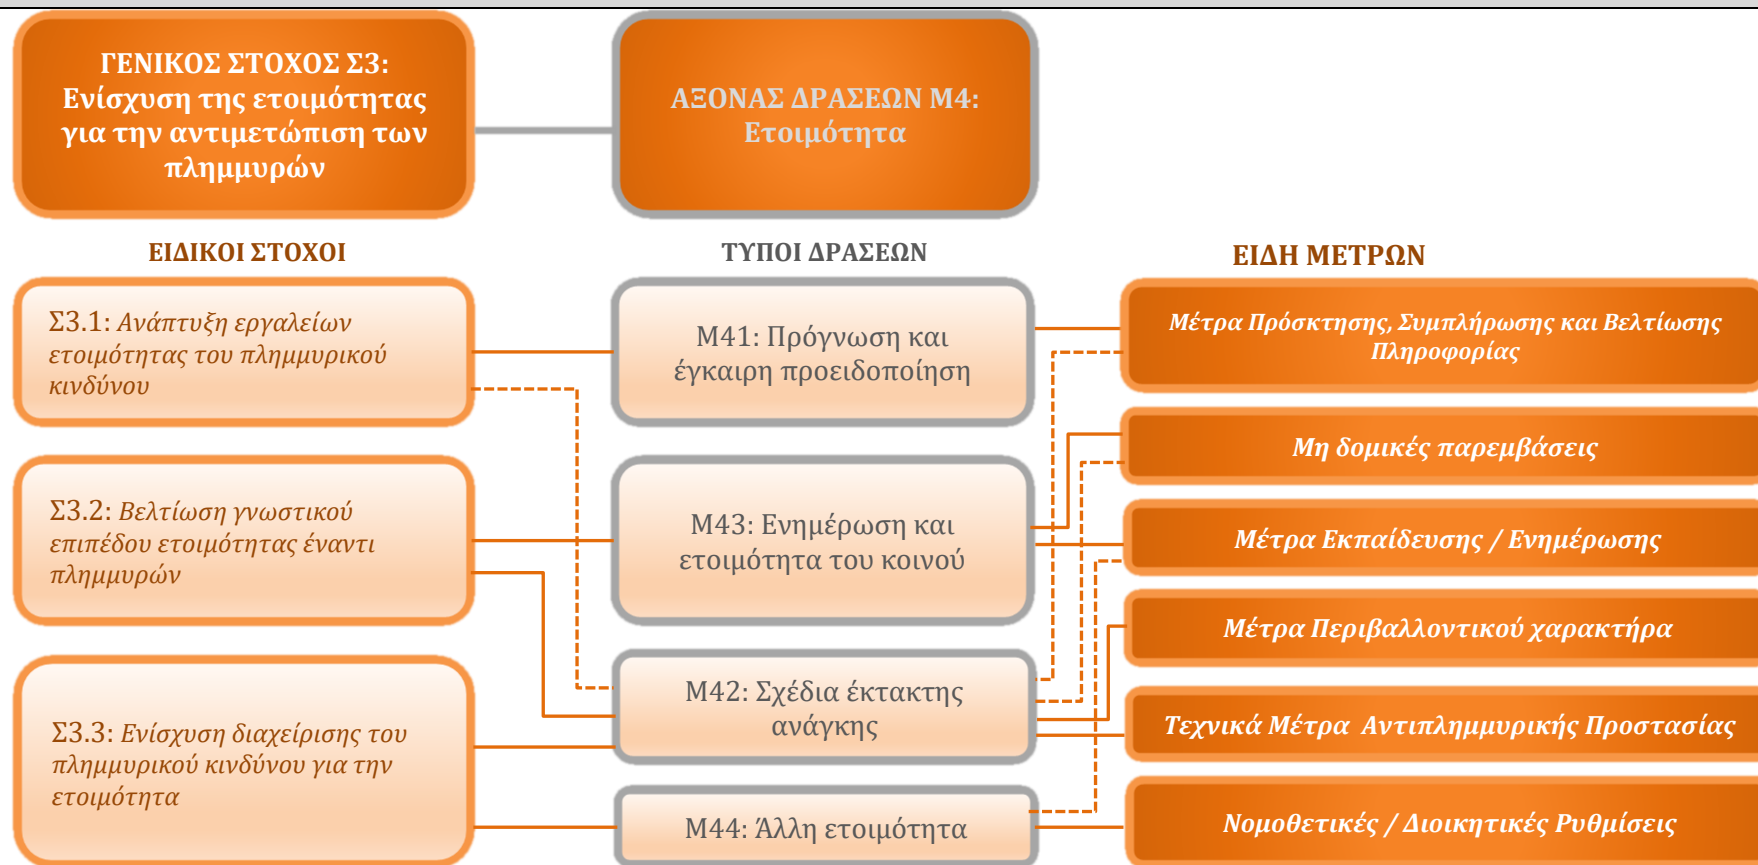 ΓΕΝΙΚΟΣ ΣΤΟΧΟΣ Σ3:
Ενίσχυση της ετοιμότητας
για την αντιμετώπιση των
πλημμυρών
ΑΞΟΝΑΣ ΔΡΑΣΕΩΝ Μ4:
Ετοιμότητα
ΕΙΔΙΚΟΙ ΣΤΟΧΟΙ
Σ3.1: Ανάπτυξη εργαλείων
ετοιμότητας του πλημμυρικού
κινδύνου
Σ3.2: Βελτίωση γνωστικού
επιπέδου ετοιμότητας έναντι
πλημμυρών
Σ3.3: Ενίσχυση διαχείρισης του
πλημμυρικού κινδύνου για την
ετοιμότητα
ΤΥΠΟΙ ΔΡΑΣΕΩΝ
Μ41: Πρόγνωση και
έγκαιρη προειδοποίηση
Μ43: Ενημέρωση και
ετοιμότητα του κοινού
Μ42: Σχέδια έκτακτης
ανάγκης
Μ44: Άλλη ετοιμότητα
ΕΙΔΗ ΜΕΤΡΩΝ
Μέτρα Πρόσκτησης, Συμπλήρωσης και Βελτίωσης
Πληροφορίας
Μη δομικές παρεμβάσεις
Μέτρα Εκπαίδευσης / Ενημέρωσης
Μέτρα Περιβαλλοντικού χαρακτήρα
Τεχνικά Μέτρα Αντιπλημμυρικής Προστασίας
Νομοθετικές / Διοικητικές Ρυθμίσεις